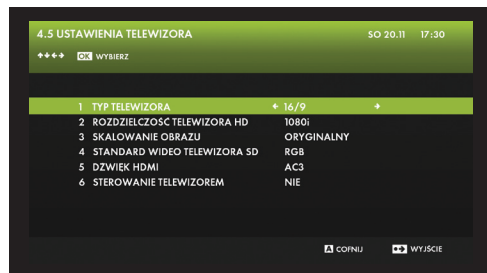 4.5 USTAWIENIA TELEWIZORA SO 20.11 17:30
OK WYBIERZ
1 TYP TELEWIZORA 16/9
2 ROZDZIELCZOŚĆ TELEWIZORA HD 1080i
3 SKALOWANIE OBRAZU ORYGINALNY
4 STANDARD WIDEO TELEWIZORA SD RGB
5 DZWIĘK HDMI AC3
6 STEROWANIE TELEWIZOREM NIE
A COFNIJ WYJŚCIE